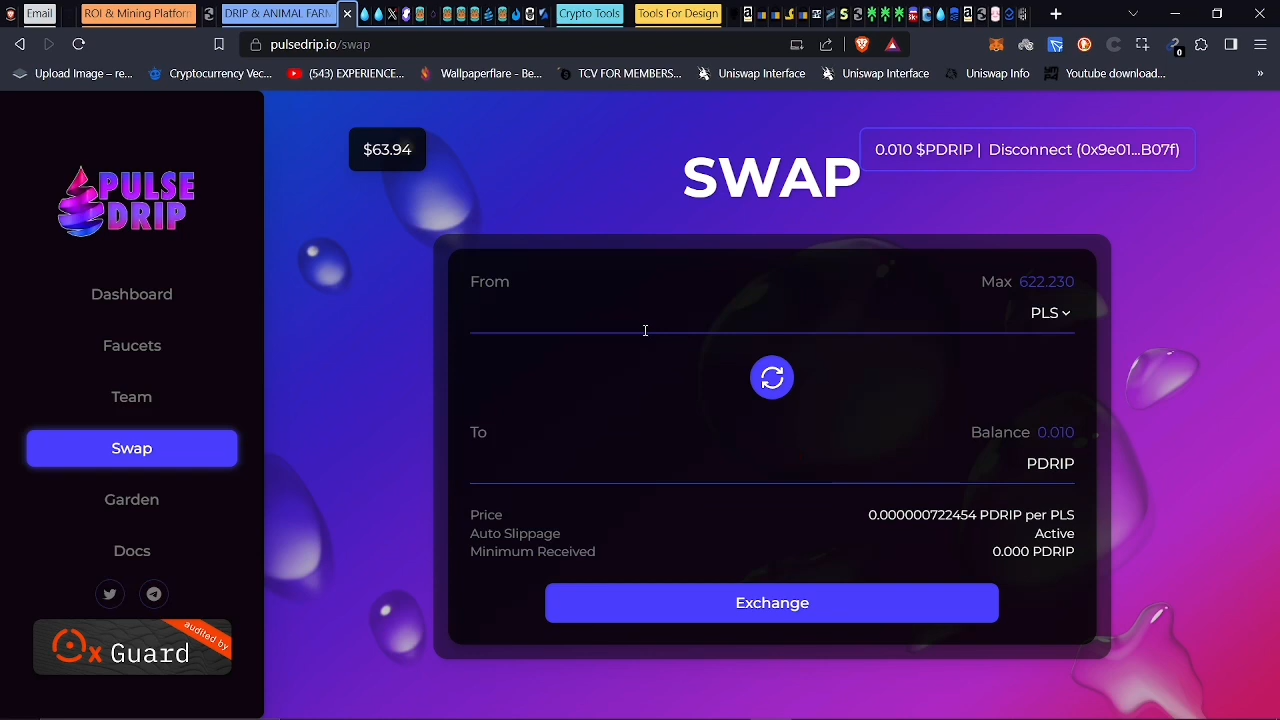 Email
ROI & Mining Platform
DRIP & ANIMAL FARM
Crypto Tools
Tools For Design
pulsedrip.io/swap
0
Upload Image – re...
Cryptocurrency Vec...
(543) EXPERIENCE...
Wallpaperflare - Be...
TCV FOR MEMBERS...
Uniswap Interface
Uniswap Interface
Uniswap Info
Youtube download...
»
PULSE
DRIP
Dashboard
Faucets
Team
Swap
Garden
Docs
audited by
0x Guard
$63.94
0.010 $PDRIP | Disconnect (0x9e01...B07f)
SWAP
From
Max 622.230
PLS
To
Balance 0.010
PDRIP
Price
0.000000722454 PDRIP per PLS
Auto Slippage
Active
Minimum Received
0.000 PDRIP
Exchange